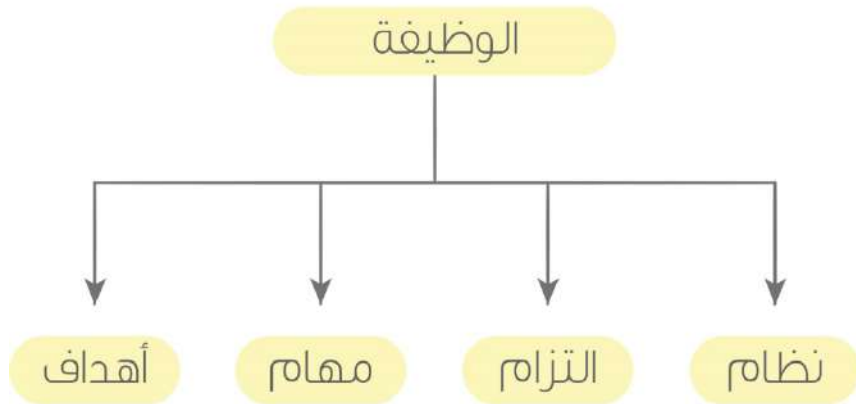 الوظيفة
نظام
التزام
مهام
أهداف